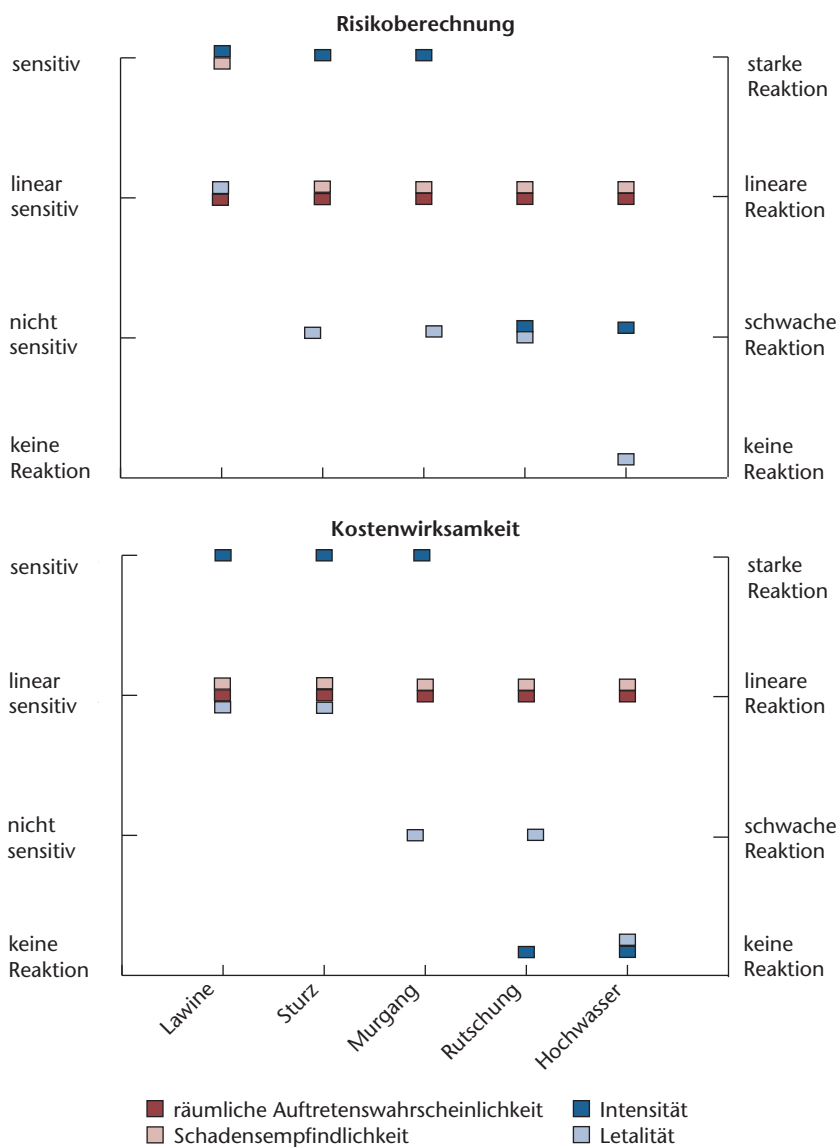 Risikoberechnung
sensitiv
starke
Reaktion
linear
sensitiv
lineare
Reaktion
nicht
sensitiv
schwache
Reaktion
keine
Reaktion
keine
Reaktion
Kostenwirksamkeit
sensitiv
starke
Reaktion
linear
sensitiv
lineare
Reaktion
nicht
sensitiv
schwache
Reaktion
keine
Reaktion
keine
Reaktion
Lawine
Sturz
Murgang
Rutschung
Hochwasser
räumliche Auftretenswahrscheinlichkeit
Intensität
Schadensempfindlichkeit
Letalität